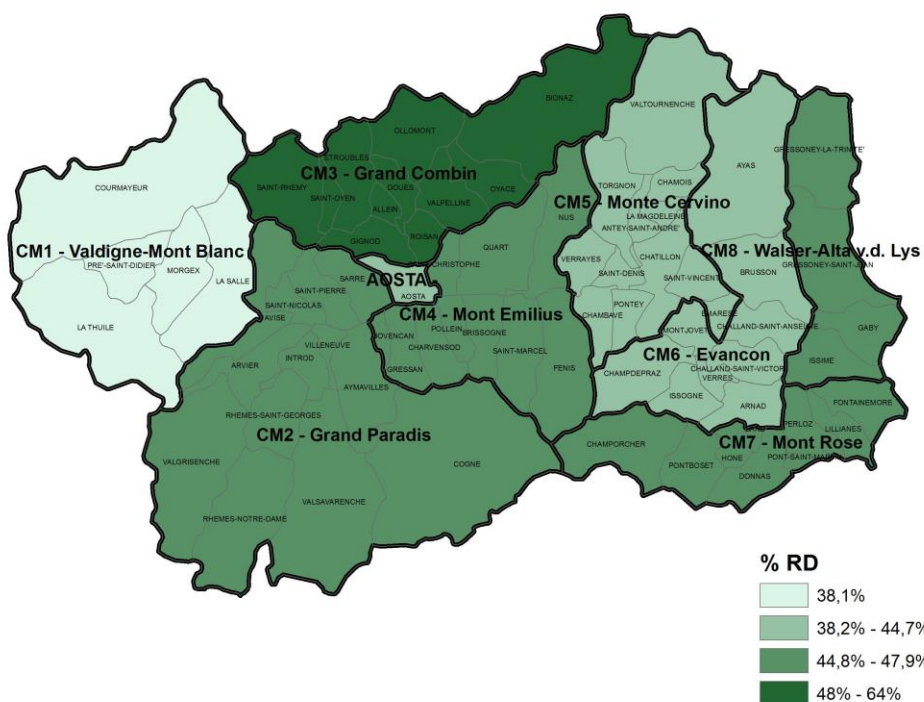 BIONAZ
VALTOURNENCHE
OLLOMONT
ETROUBLES
GRESSONEY-LA-TRINITE'
AYAS
CM3 - Grand Combin
SAINT-RHEMY
SAINT-OYEN
DOUES
ALLEIN
VALPELLINE
OYACE
TORGNON
CHAMOIS
COURMAYEUR
CM5 - Monte Cervino
LA MAGDELEINE
ANTEY-SAINT-ANDRE'
NUS
GIGNOD
ROISAN
QUART
VERRAYES
CHATILLON
CM1 - Valdigne-Mont Blanc
CM8 - Walser-Alta v.d. Lys
PRE'-SAINT-DIDIER
MORGEX
LA SALLE
SARRE
CHRISTOPHE
SAINT-DENIS
SAINT-VINCENT
BRUSSON
GRESSONEY-SAINT-JEAN
AOSTA
AOSTA
SAINT-PIERRE
SAINT-NICOLAS
AVISE
PONTEY
CHAMBAVE
EMARESE
CHALLAND-SAINT-ANSELME
LA THUILE
CM4 - Mont Emilius
JOVENCAN
POLLEIN
BRISSOGNE
CHARVENSOD
SAINT-MARCEL
MONTJOVET
GABY
VILLENEUVE
INTROD
ARVIER
CM6 - Evancon
ISSIME
GRESSAN
FENIS
CHAMPDEPRAZ
CHALLAND-SAINT-VICTOR
VERRES
AYMAVILLES
ISSOGNE
ARNAD
FONTAINEMORE
RHEMES-SAINT-GEORGES
PERLOZ
LILLIANES
CM2 - Grand Paradis
CM7 - Mont Rose
CHAMPORCHER
HONE
PONT-SAINT-MARTIN
VALGRISENCHE
COGNE
PONTBOSET
DONNAS
VALSAVARENCHE
RHEMES-NOTRE-DAME
% RD
38,1%
38,2% - 44,7%
44,8% - 47,9%
48% - 64%